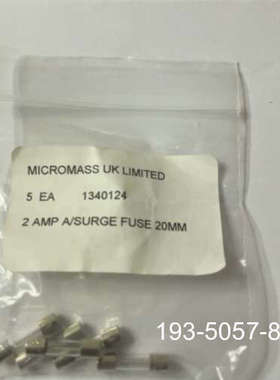 MICROMASS UK LIMITED
5 EA 1340124
2 AMP A/SURGE FUSE 20MM
193-5057-8